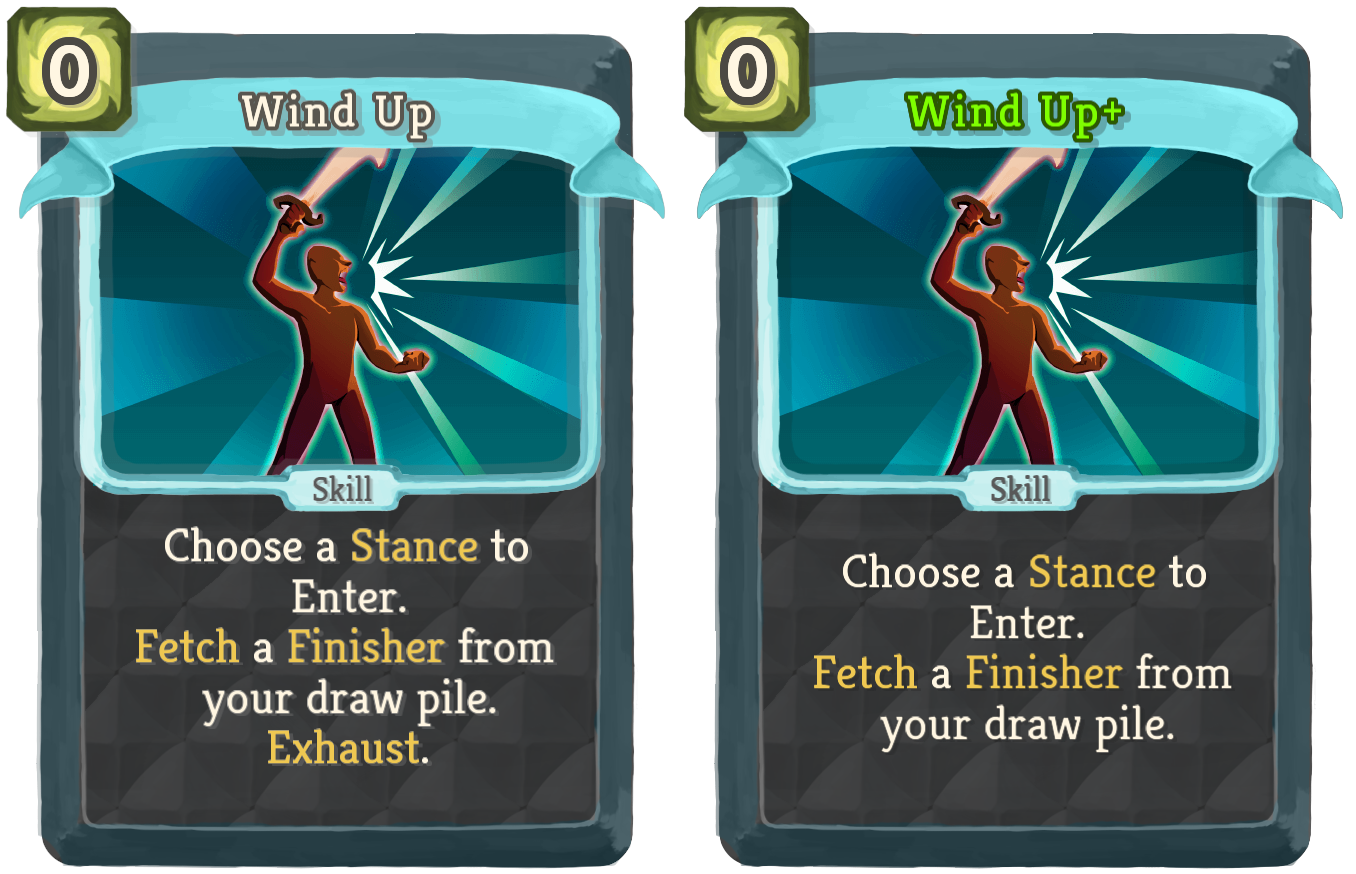 0
Wind Up
Skill
Choose a Stance to
Enter.
Fetch a Finisher from
your draw pile.
Exhaust.
0
Wind Up+
Skill
Choose a Stance to
Enter.
Fetch a Finisher from
your draw pile.